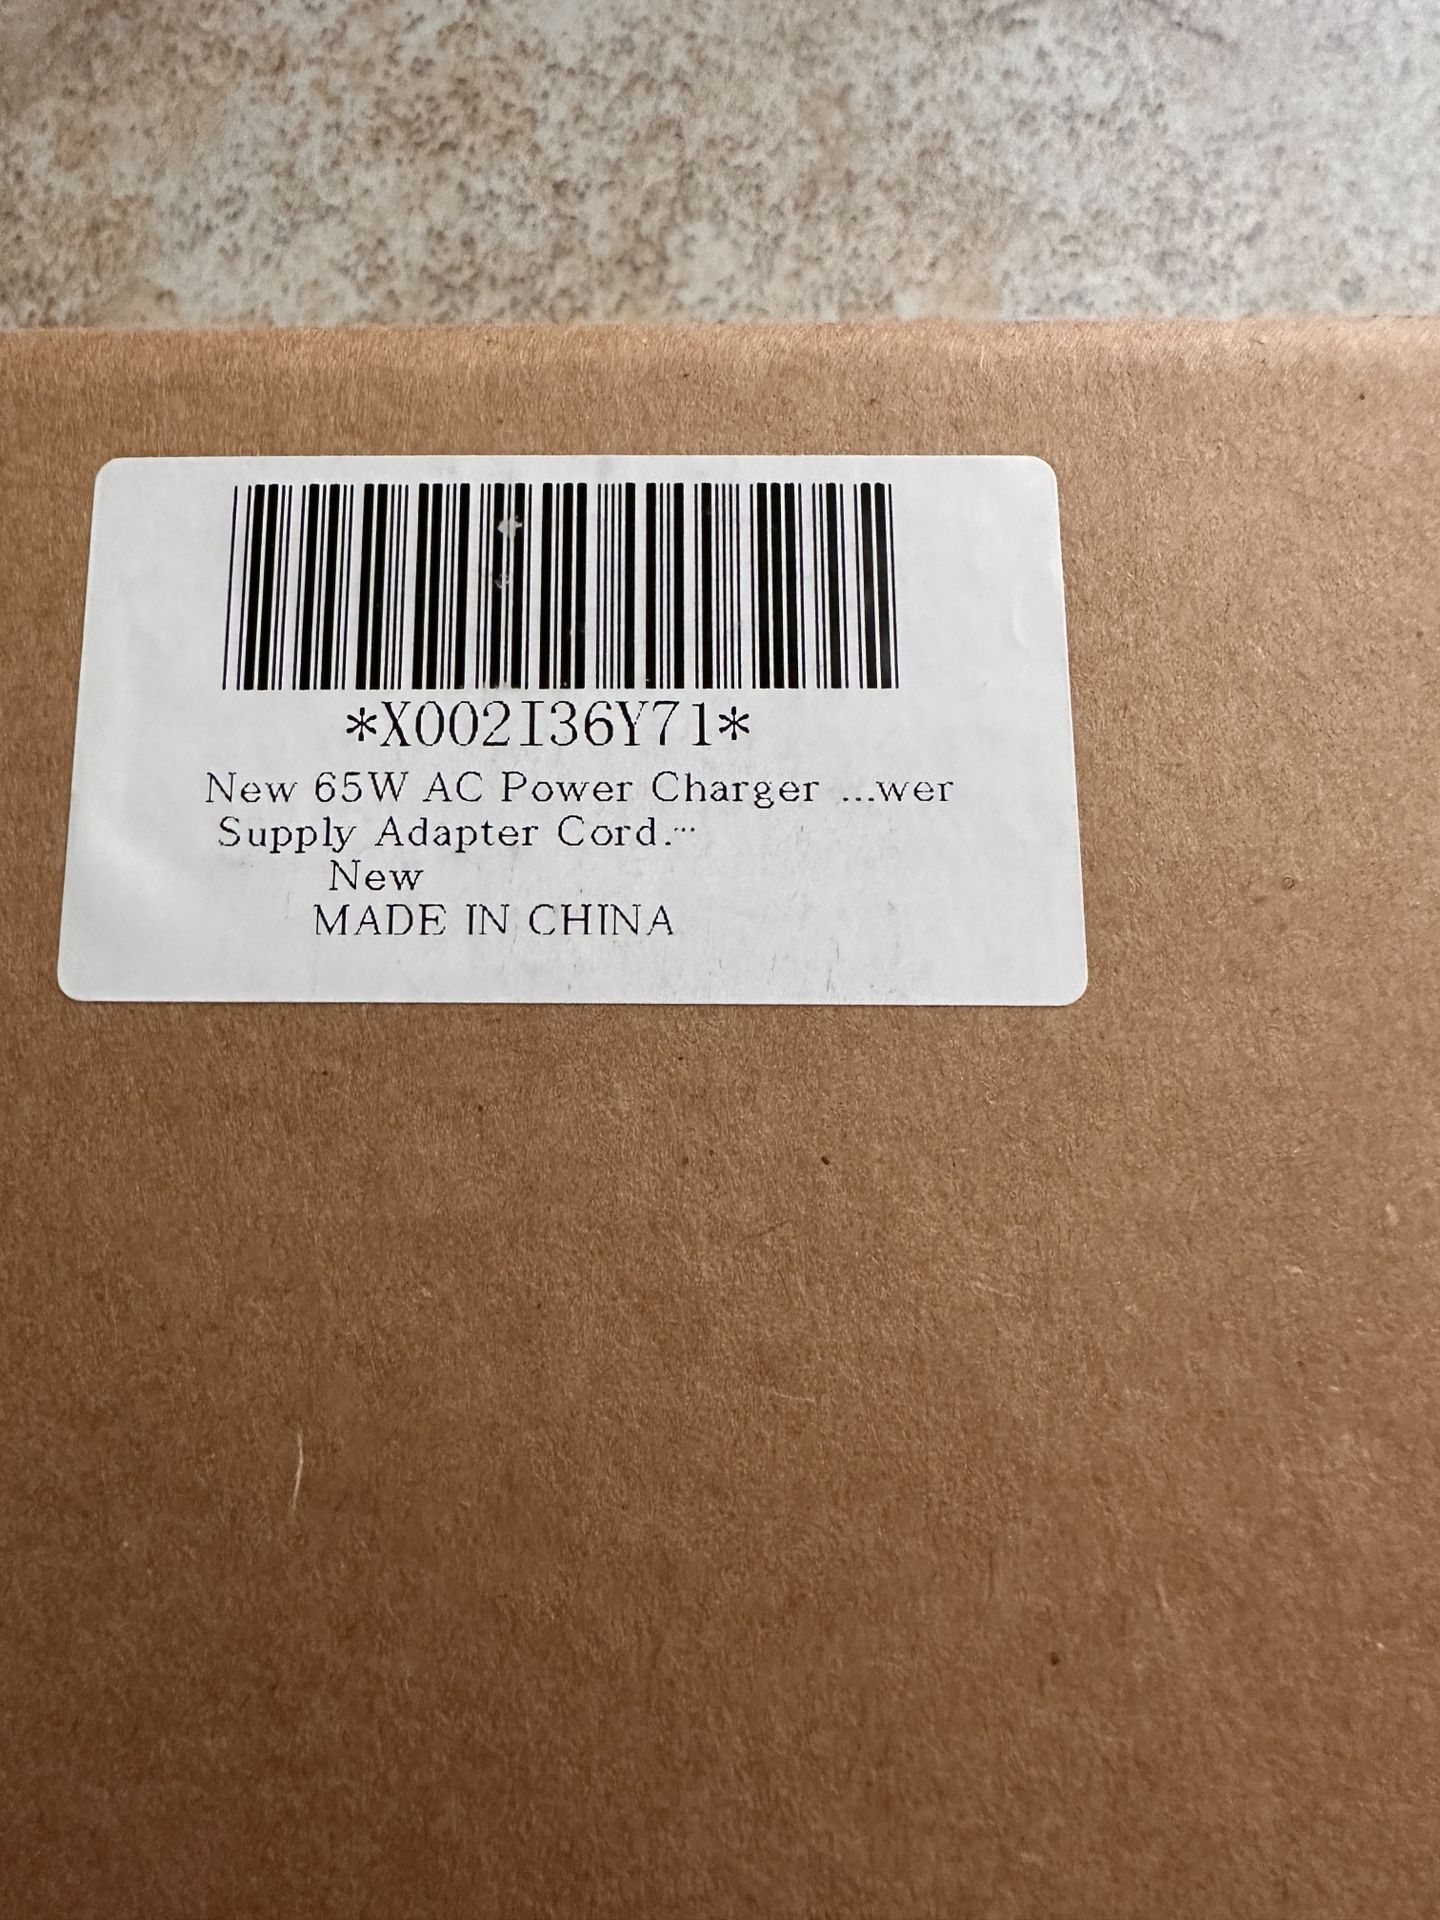 *X002I36Y71*
New 65W AC Power Charger ...wer
Supply Adapter Cord.…
New
MADE IN CHINA